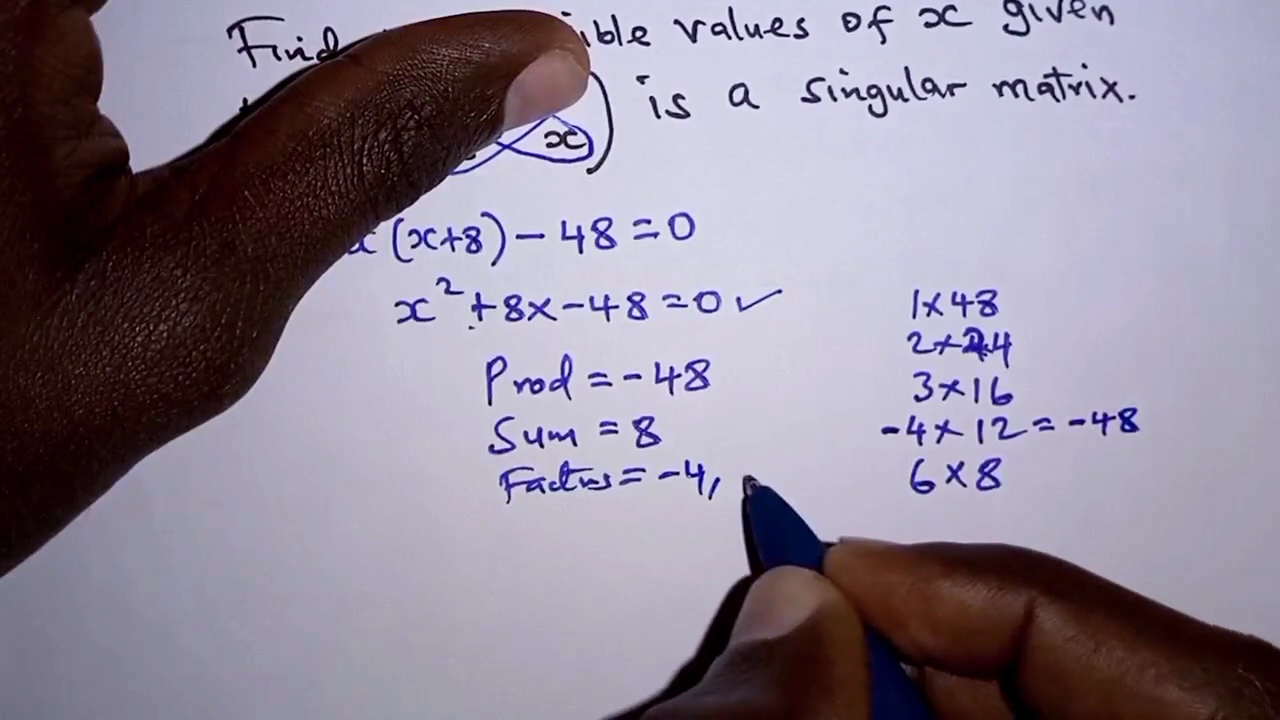 Find values of x given
is a singular matrix.
x
(x+8) - 48 = 0
x² + 8x - 48 = 0 ✓
Prod = -48
Sum = 8
Factors = -4,
1 x 48
2 x 24
3 x 16
-4 x 12 = -48
6 x 8